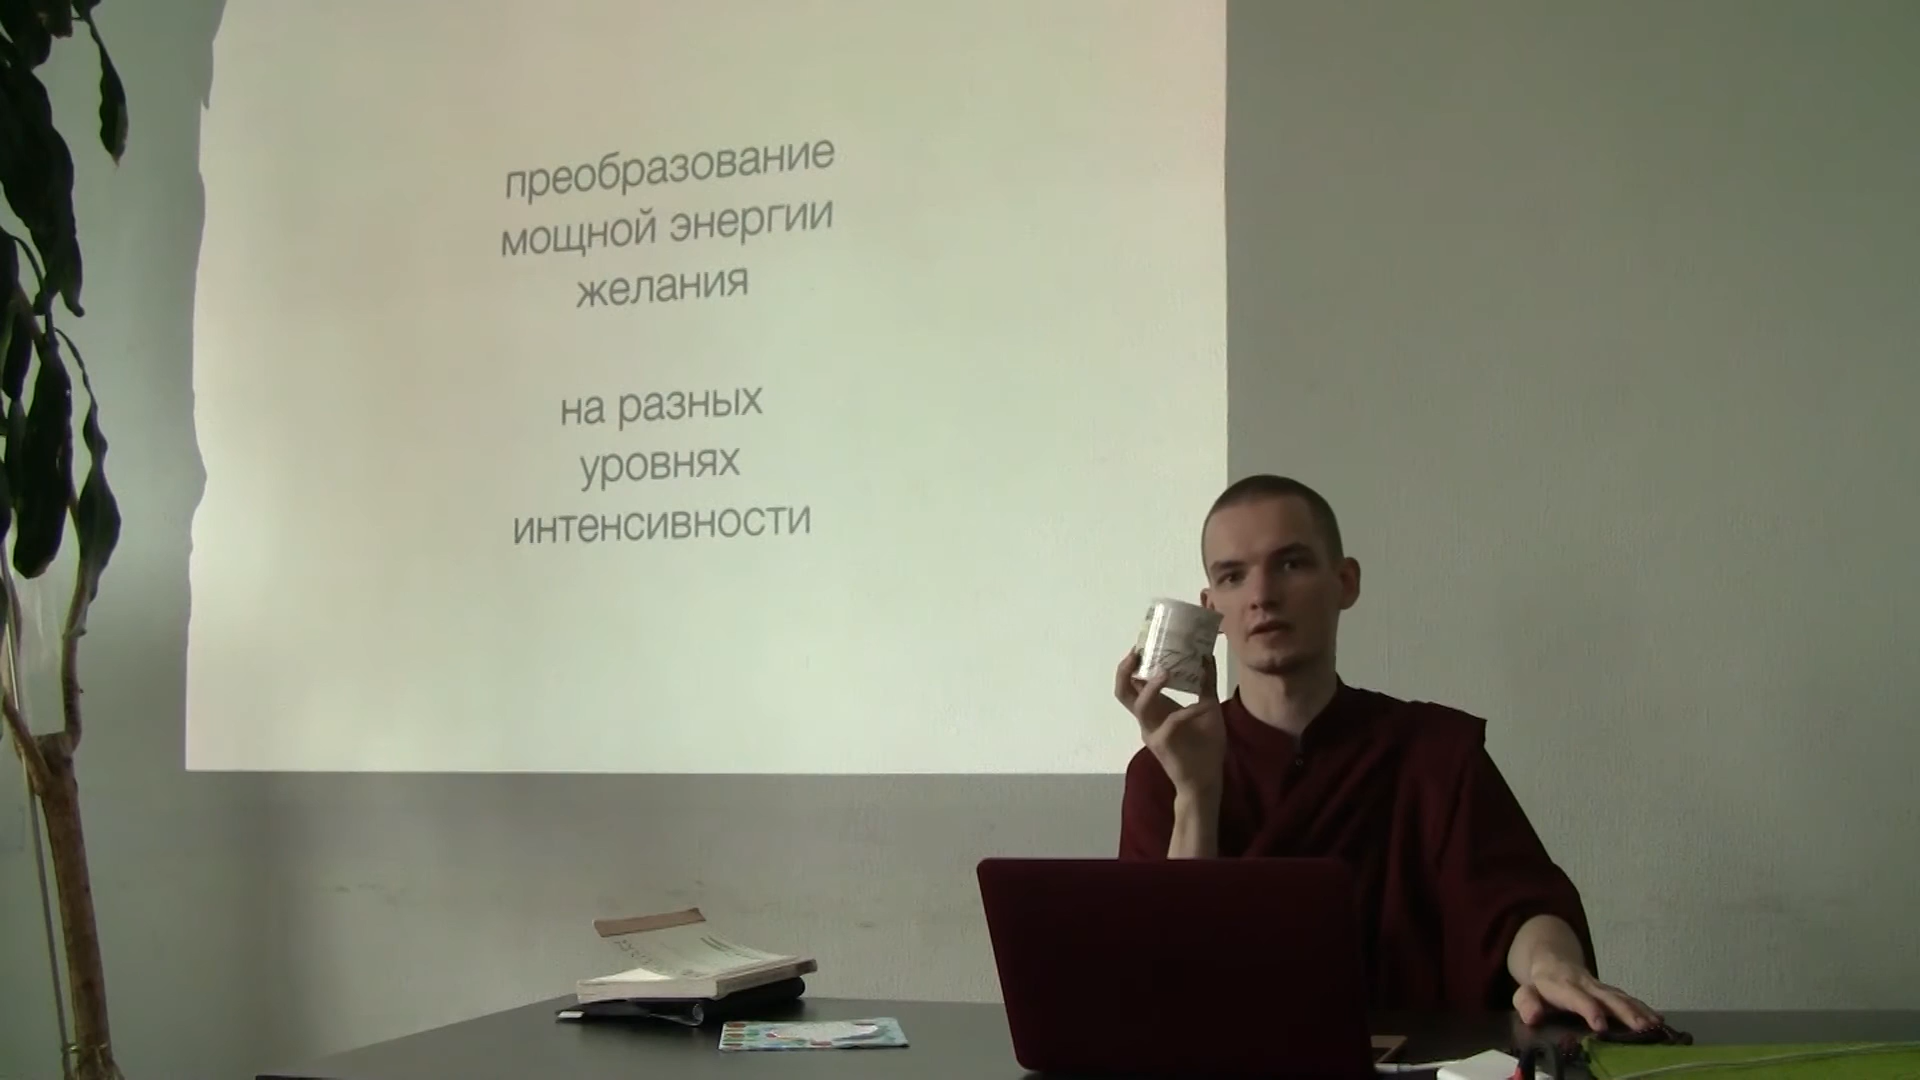 преобразование
мощной энергии
желания
на разных
уровнях
интенсивности